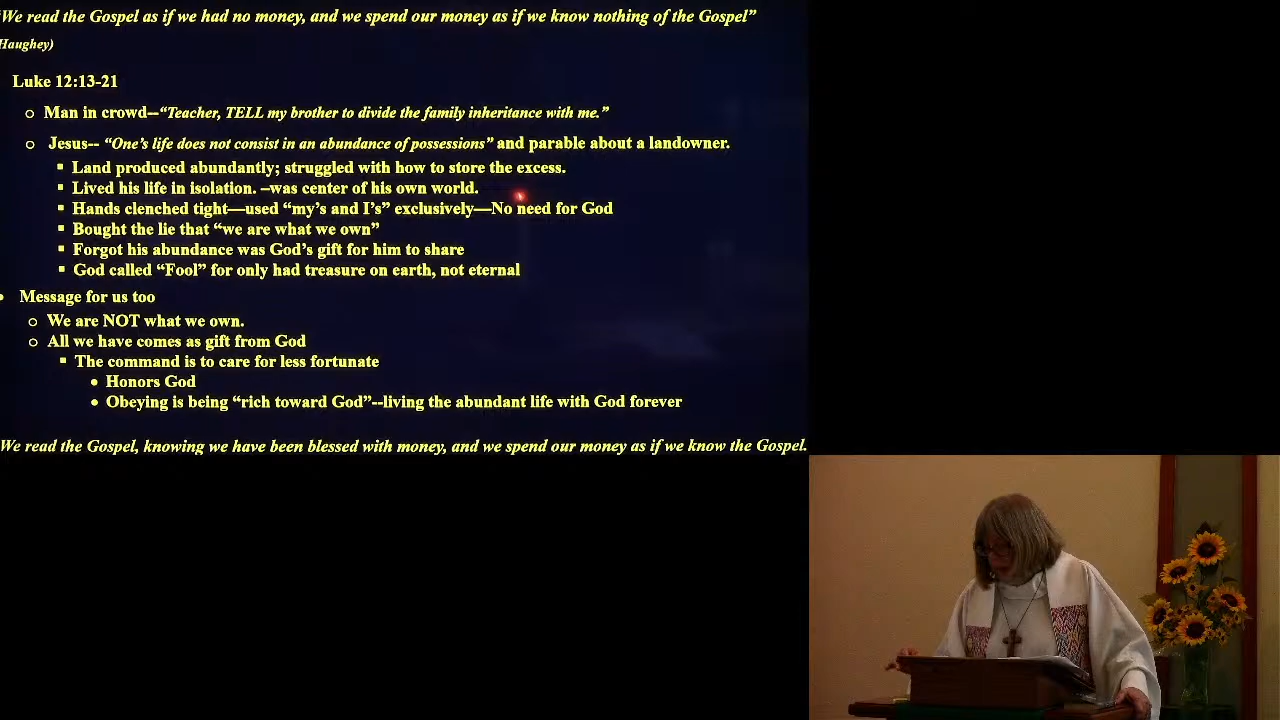 "We read the Gospel as if we had no money, and we spend our money as if we know nothing of the Gospel"
Haughey)
Luke 12:13-21
o Man in crowd--“Teacher, TELL my brother to divide the family inheritance with me.”
o Jesus-- “One’s life does not consist in an abundance of possessions” and parable about a landowner.
▪ Land produced abundantly; struggled with how to store the excess.
▪ Lived his life in isolation. –was center of his own world.
▪ Hands clenched tight—used “my’s and I’s” exclusively—No need for God
▪ Bought the lie that “we are what we own”
▪ Forgot his abundance was God’s gift for him to share
▪ God called “Fool” for only had treasure on earth, not eternal
• Message for us too
o We are NOT what we own.
o All we have comes as gift from God
▪ The command is to care for less fortunate
• Honors God
• Obeying is being “rich toward God”--living the abundant life with God forever
We read the Gospel, knowing we have been blessed with money, and we spend our money as if we know the Gospel.